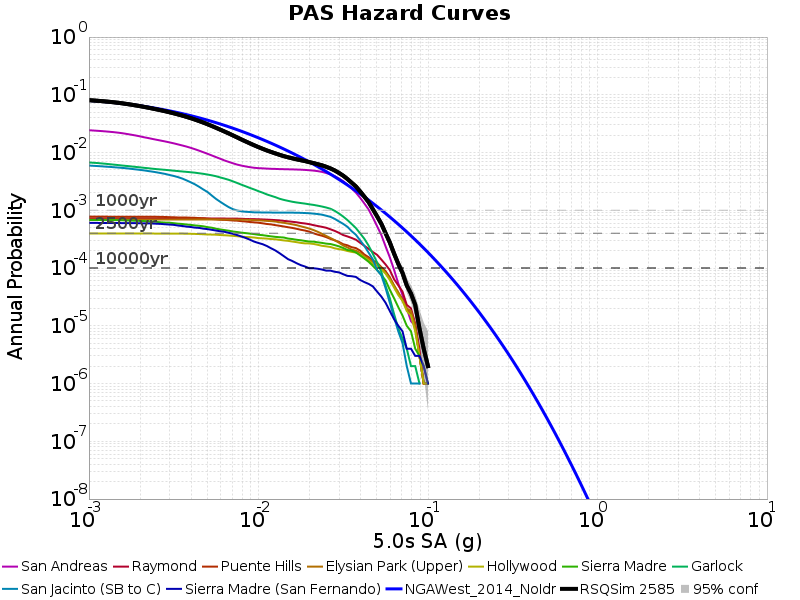 PAS Hazard Curves
10^0
10^-1
10^-2
10^-3
10^-4
10^-5
10^-6
10^-7
10^-8
Annual Probability
1000yr
2500yr
10000yr
10^-3 10^-2 10^-1 10^0 10^1
5.0s SA (g)
San Andreas Raymond Puente Hills Elysian Park (Upper) Hollywood Sierra Madre Garlock
San Jacinto (SB to C) Sierra Madre (San Fernando) NGAWest_2014_NoIdr RSQSim 2585 95% conf